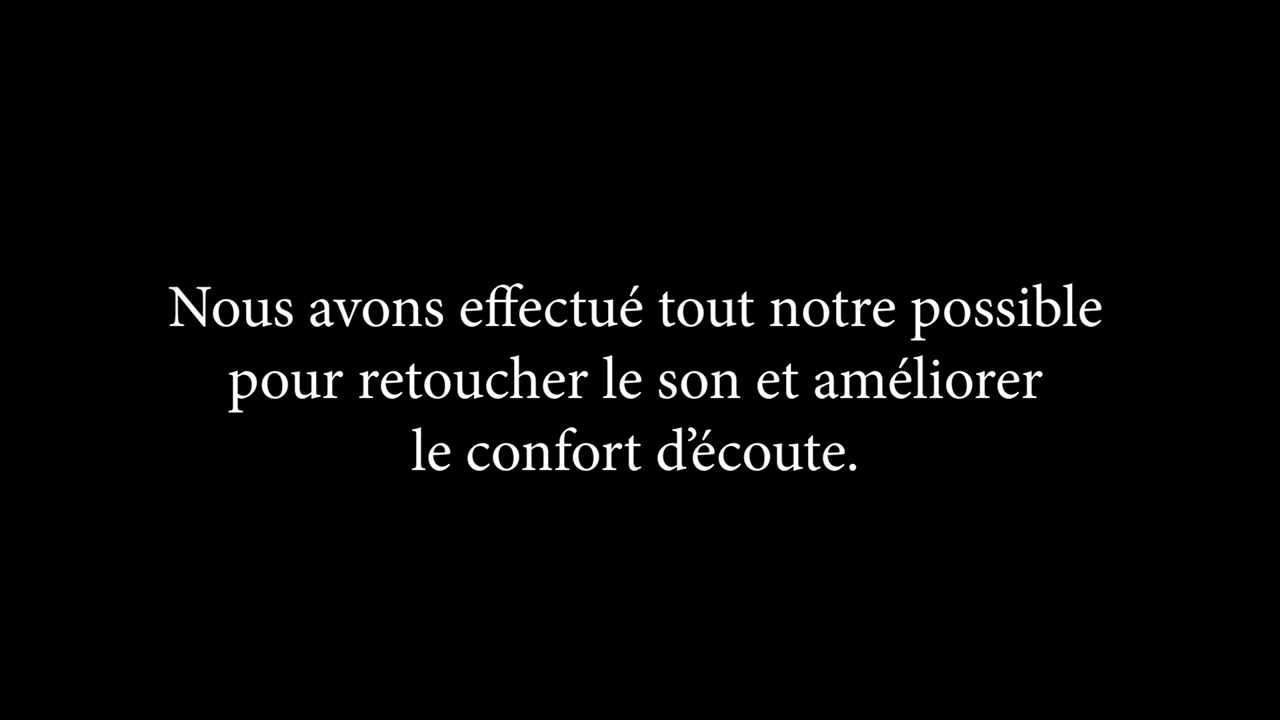 Nous avons effectué tout notre possible
pour retoucher le son et améliorer
le confort d’écoute.